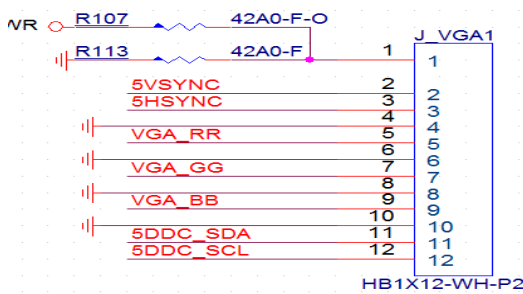 WR R107 42A0-F-O
R113 42A0-F
J_VGA1
1 1
5VSYNC 2 2
5HSYNC 3 3
4 4
VGA_RR 5 5
6 6
VGA_GG 7 7
8 8
VGA_BB 9 9
10 10
5DDC_SDA 11 11
5DDC_SCL 12 12
HB1X12-WH-P2